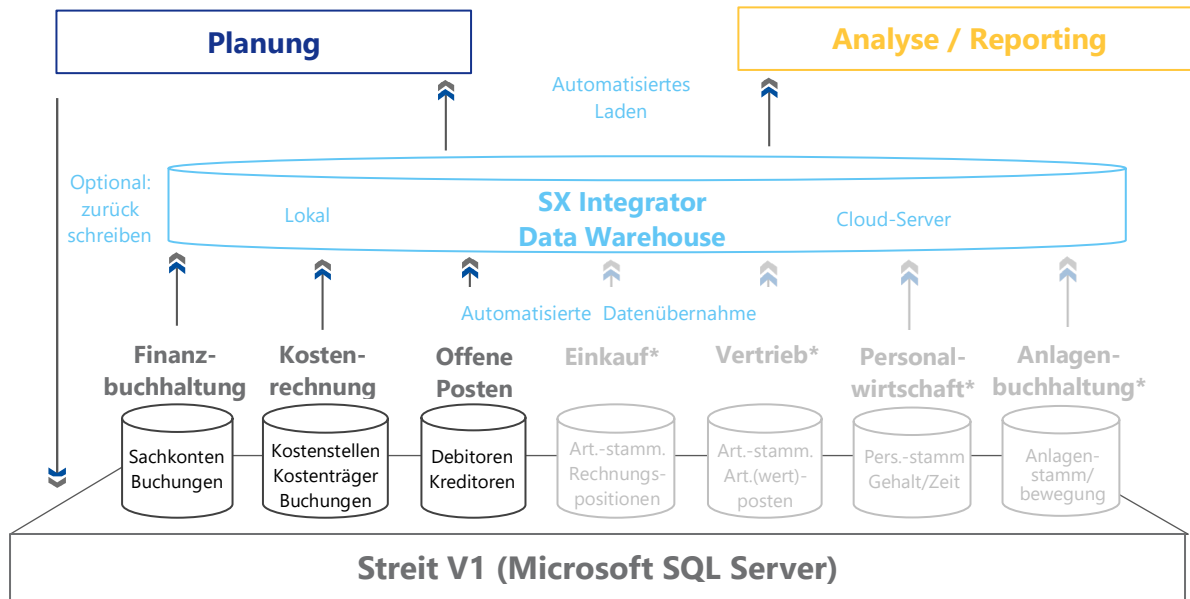 Planung
Analyse / Reporting
Automatisiertes
Laden
Optional:
zurück
schreiben
Lokal
SX Integrator
Data Warehouse
Cloud-Server
Automatisierte Datenübernahme
Finanz-
buchhaltung
Kosten-
rechnung
Offene
Posten
Einkauf*
Vertrieb*
Personal-
wirtschaft*
Anlagen-
buchhaltung*
Sachkonten
Buchungen
Kostenstellen
Kostenträger
Buchungen
Debitoren
Kreditoren
Art.-stamm.
Rechnungs-
positionen
Art.-stamm.
Art.(wert)-
posten
Pers.-stamm
Gehalt/Zeit
Anlagen-
stamm/
bewegung
Streit V1 (Microsoft SQL Server)